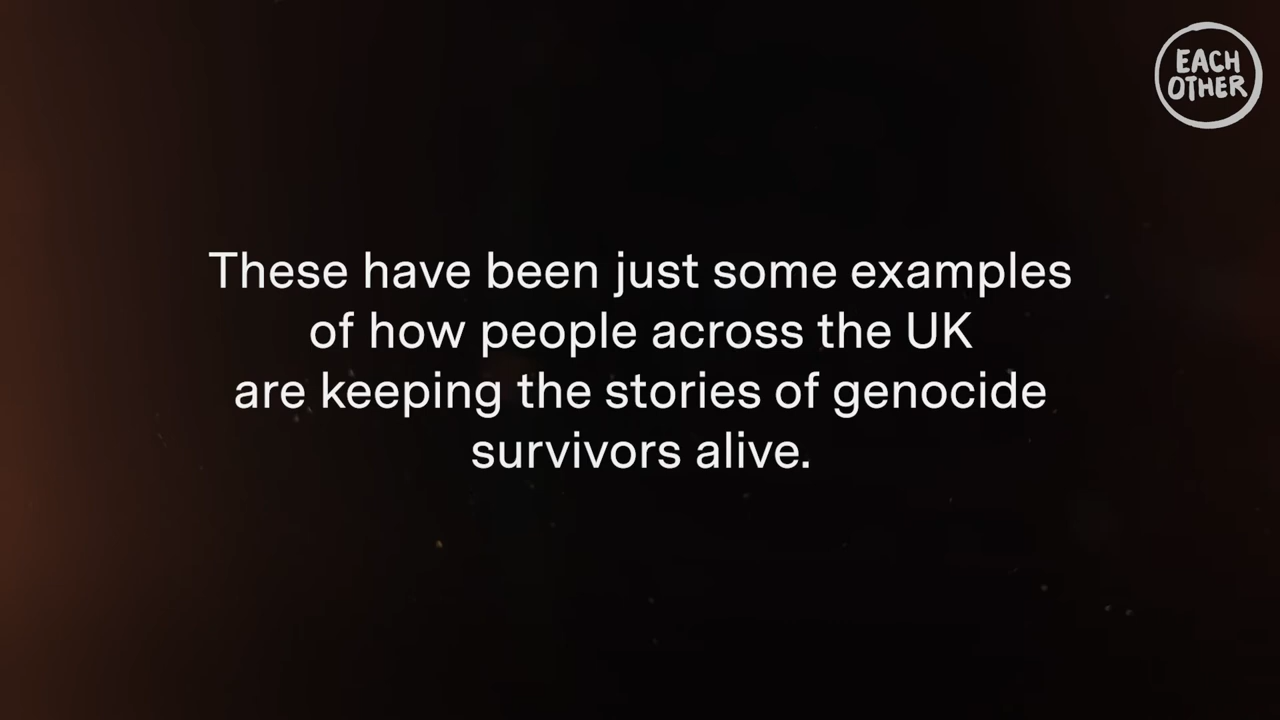 EACH
OTHER
These have been just some examples
of how people across the UK
are keeping the stories of genocide
survivors alive.